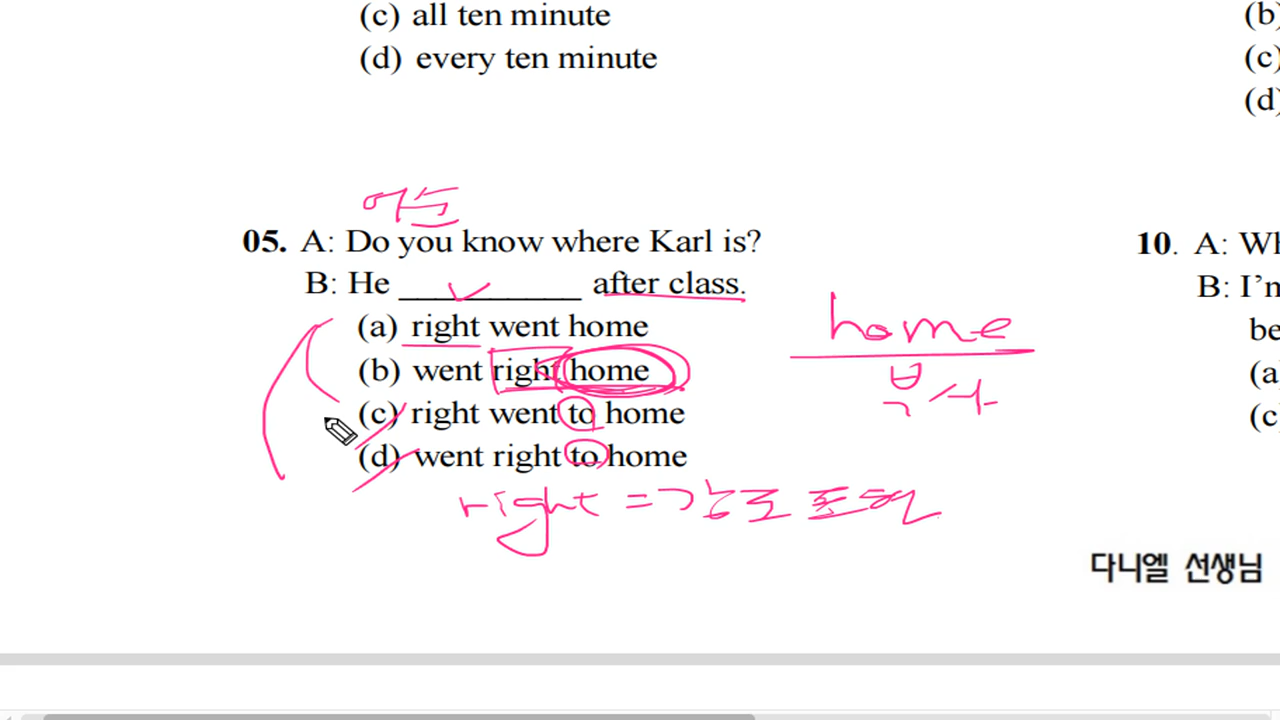 (c) all ten minute
(d) every ten minute
어순
05. A: Do you know where Karl is?
B: He __________ after class.
(a) right went home
(b) went right home
(c) right went to home
(d) went right to home
home
부사
right = 강조 표현
(b)
(c)
(d)
10. A: Wh
B: I’m
be
(a
(c)
다니엘 선생님